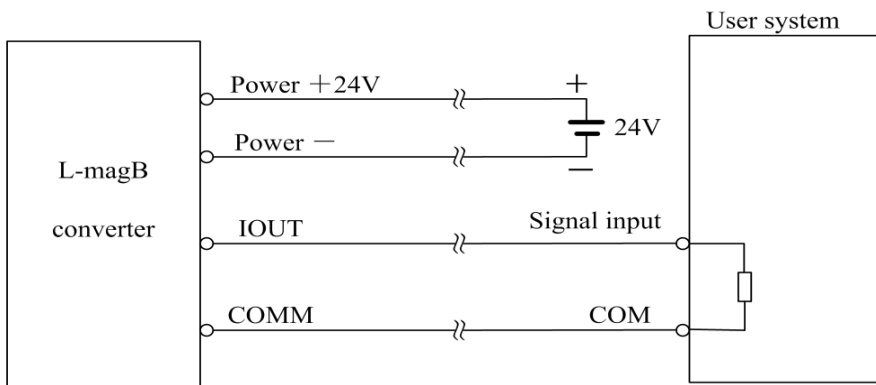 User system
Power ＋24V
+
Power －
24V
－
L-magB
converter
IOUT
Signal input
COMM
COM